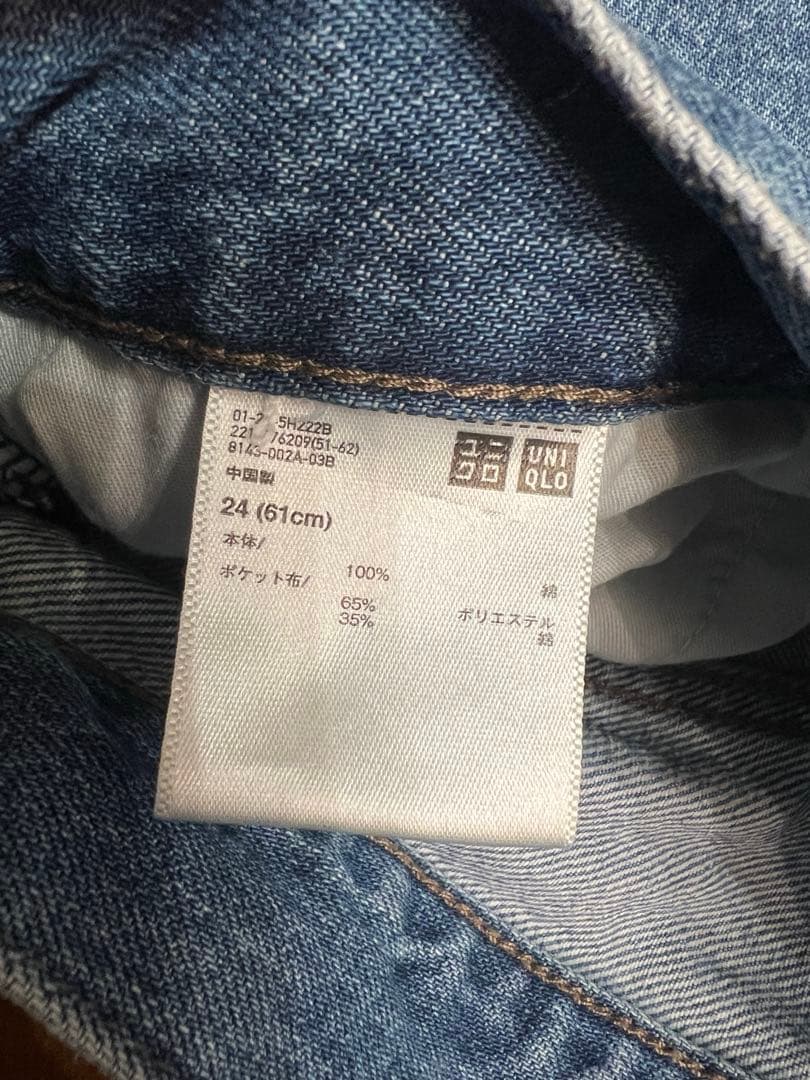 221 76209(51-62)
8143-002A-03B
中国製
24 (61cm)
本体/
100% 綿
ポケット布/
65% ポリエステル
35% 綿
ユニ
クロ
UNI
QLO